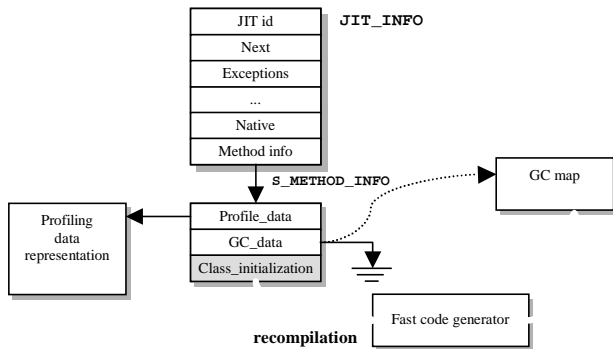 JIT id
JIT_INFO
Next
Exceptions
...
Native
Method info
S_METHOD_INFO
GC map
Profiling
data
representation
Profile_data
GC_data
Class_initialization
recompilation
Fast code generator